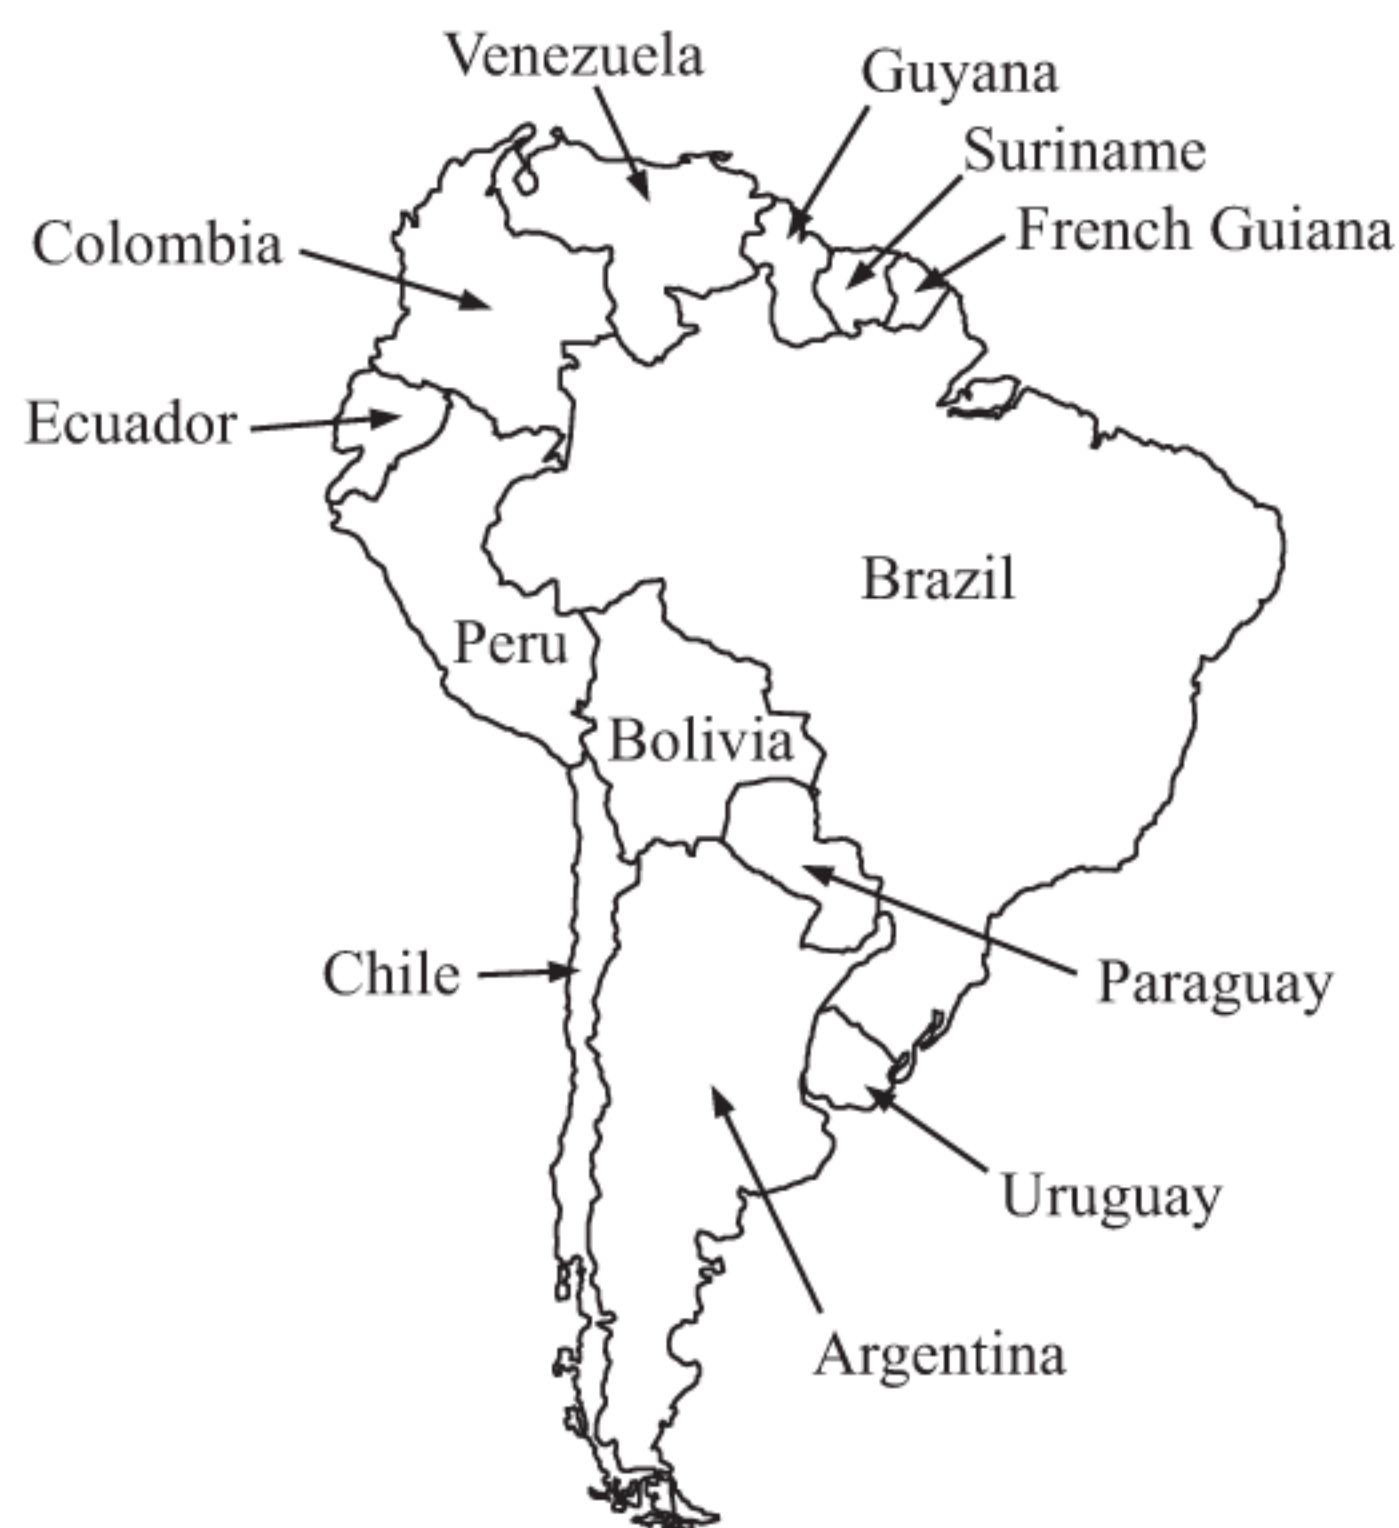 Venezuela
Guyana
Suriname
French Guiana
Colombia
Ecuador
Brazil
Peru
Bolivia
Chile
Paraguay
Uruguay
Argentina